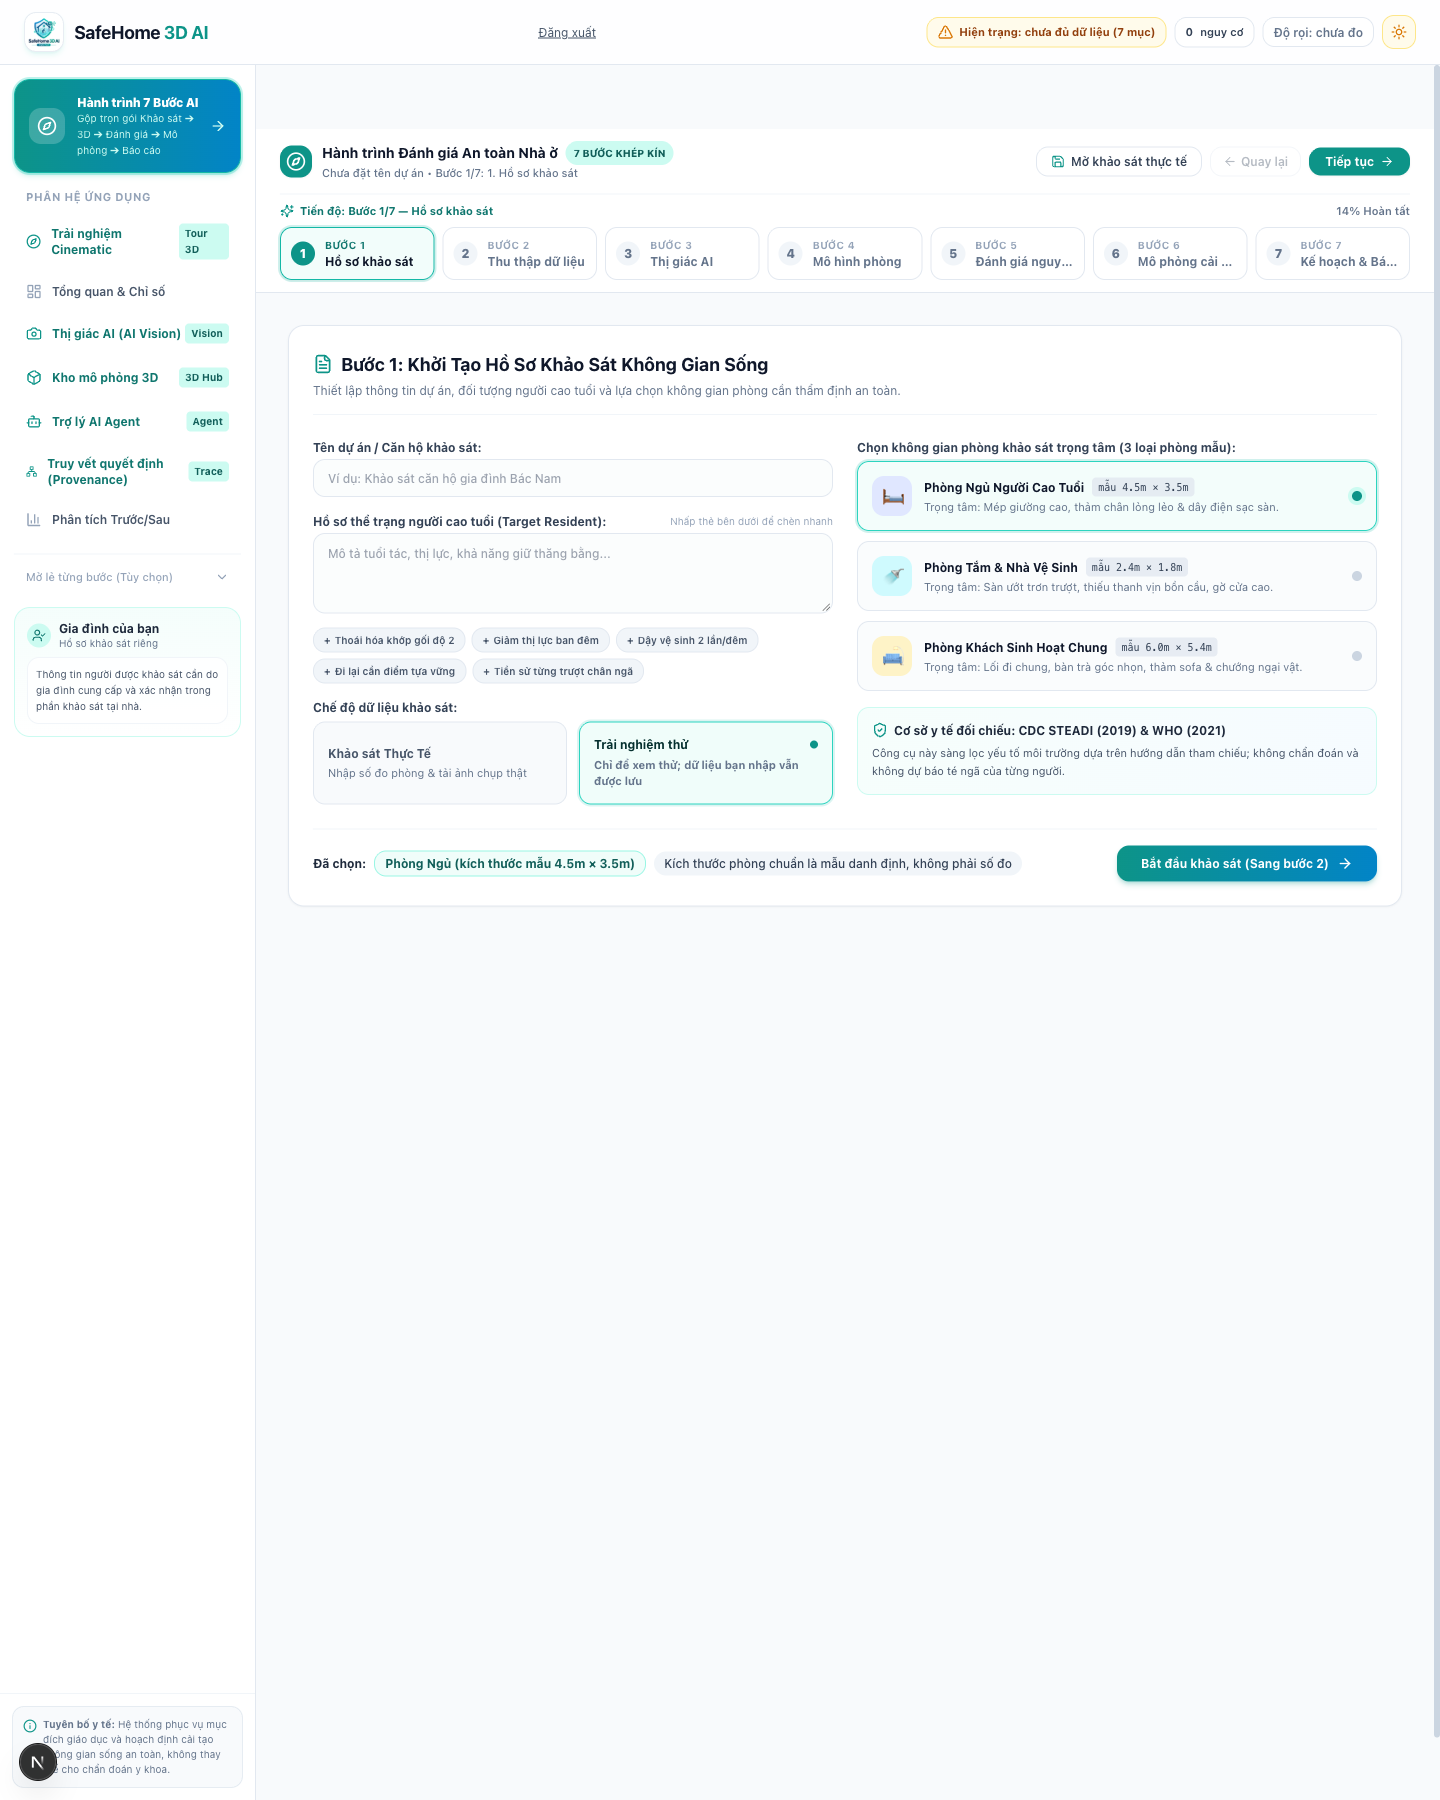 SafeHome 3D AI
Đăng xuất
Hiện trạng: chưa đủ dữ liệu (7 mục)
0 nguy cơ
Độ rọi: chưa đo
Hành trình 7 Bước AI
Gộp trọn gói Khảo sát ➔
3D ➔ Đánh giá ➔ Mô
phỏng ➔ Báo cáo
PHÂN HỆ ỨNG DỤNG
Trải nghiệm
Cinematic
Tour
3D
Tổng quan & Chỉ số
Thị giác AI (AI Vision)
Vision
Kho mô phỏng 3D
3D Hub
Trợ lý AI Agent
Agent
Truy vết quyết định
(Provenance)
Trace
Phân tích Trước/Sau
Mở lẻ từng bước (Tùy chọn)
Gia đình của bạn
Hồ sơ khảo sát riêng
Thông tin người được khảo sát cần do
gia đình cung cấp và xác nhận trong
phần khảo sát tại nhà.
Hành trình Đánh giá An toàn Nhà ở
7 BƯỚC KHÉP KÍN
Chưa đặt tên dự án • Bước 1/7: 1. Hồ sơ khảo sát
Mở khảo sát thực tế
Quay lại
Tiếp tục
Tiến độ: Bước 1/7 — Hồ sơ khảo sát
14% Hoàn tất
1
BƯỚC 1
Hồ sơ khảo sát
2
BƯỚC 2
Thu thập dữ liệu
3
BƯỚC 3
Thị giác AI
4
BƯỚC 4
Mô hình phòng
5
BƯỚC 5
Đánh giá nguy...
6
BƯỚC 6
Mô phỏng cải ...
7
BƯỚC 7
Kế hoạch & Bá...
Bước 1: Khởi Tạo Hồ Sơ Khảo Sát Không Gian Sống
Thiết lập thông tin dự án, đối tượng người cao tuổi và lựa chọn không gian phòng cần thẩm định an toàn.
Tên dự án / Căn hộ khảo sát:
Ví dụ: Khảo sát căn hộ gia đình Bác Nam
Hồ sơ thể trạng người cao tuổi (Target Resident):
Nhấp thẻ bên dưới để chèn nhanh
Mô tả tuổi tác, thị lực, khả năng giữ thăng bằng...
+ Thoái hóa khớp gối độ 2
+ Giảm thị lực ban đêm
+ Dậy vệ sinh 2 lần/đêm
+ Đi lại cần điểm tựa vững
+ Tiền sử từng trượt chân ngã
Chế độ dữ liệu khảo sát:
Khảo sát Thực Tế
Nhập số đo phòng & tải ảnh chụp thật
Trải nghiệm thử
Chỉ để xem thử; dữ liệu bạn nhập vẫn
được lưu
Chọn không gian phòng khảo sát trọng tâm (3 loại phòng mẫu):
Phòng Ngủ Người Cao Tuổi
mẫu 4.5m × 3.5m
Trọng tâm: Mép giường cao, thảm chân lỏng lẻo & dây điện sạc sàn.
Phòng Tắm & Nhà Vệ Sinh
mẫu 2.4m × 1.8m
Trọng tâm: Sàn ướt trơn trượt, thiếu thanh vịn bồn cầu, gờ cửa cao.
Phòng Khách Sinh Hoạt Chung
mẫu 6.0m × 5.4m
Trọng tâm: Lối đi chung, bàn trà góc nhọn, thảm sofa & chướng ngại vật.
Cơ sở y tế đối chiếu: CDC STEADI (2019) & WHO (2021)
Công cụ này sàng lọc yếu tố môi trường dựa trên hướng dẫn tham chiếu; không chẩn đoán và
không dự báo té ngã của từng người.
Đã chọn:
Phòng Ngủ (kích thước mẫu 4.5m × 3.5m)
Kích thước phòng chuẩn là mẫu danh định, không phải số đo
Bắt đầu khảo sát (Sang bước 2)
Tuyên bố y tế: Hệ thống phục vụ mục
đích giáo dục và hoạch định cải tạo
gian sống an toàn, không thay
cho chẩn đoán y khoa.
N